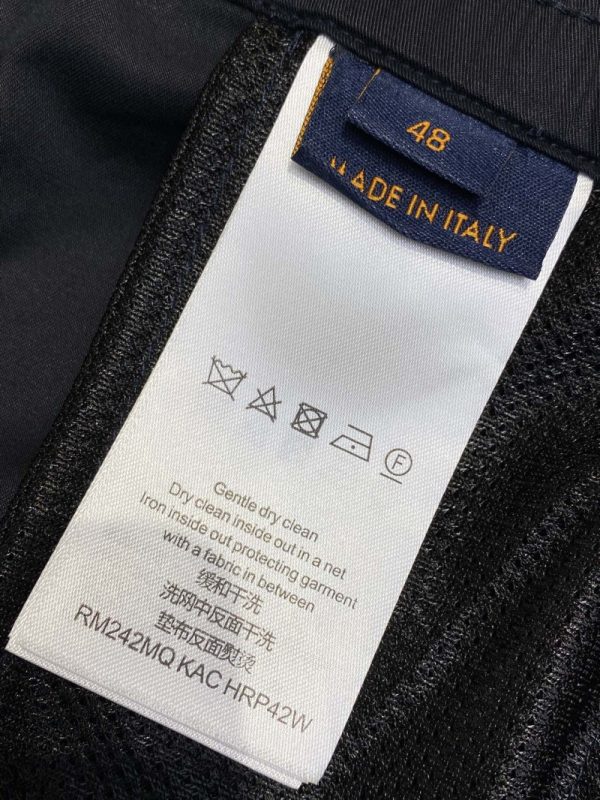 48
MADE IN ITALY
F
Gentle dry clean
Dry clean inside out in a net
Iron inside out protecting garment
with a fabric in between
缓和干洗
洗网中反面干洗
垫布反面熨烫
RM242MQ KAC HRP42W